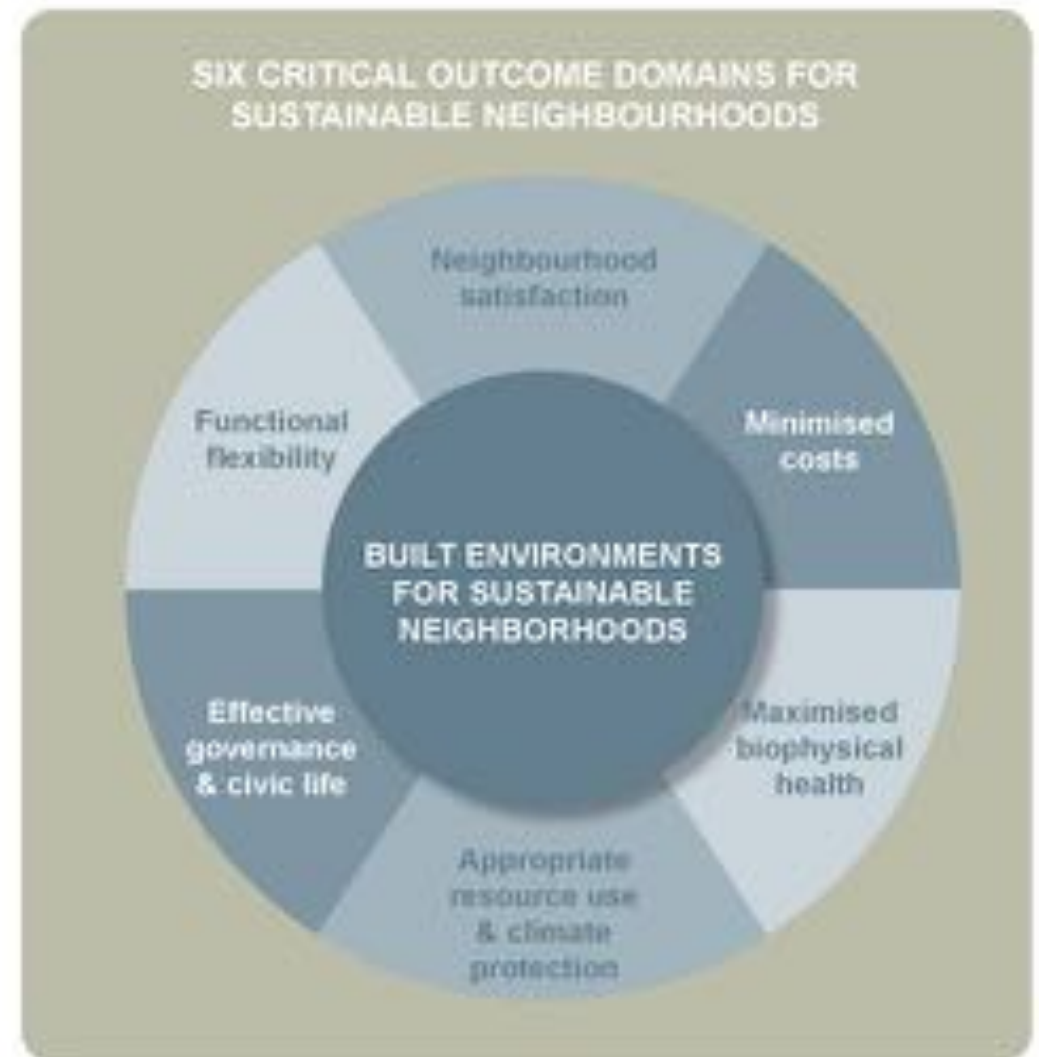 SIX CRITICAL OUTCOME DOMAINS FOR
SUSTAINABLE NEIGHBOURHOODS
Neighbourhood
satisfaction
Minimised
costs
Maximised
biophysical
health
Appropriate
resource use
& climate
protection
Effective
governance
& civic life
Functional
flexibility
BUILT ENVIRONMENTS
FOR SUSTAINABLE
NEIGHBORHOODS